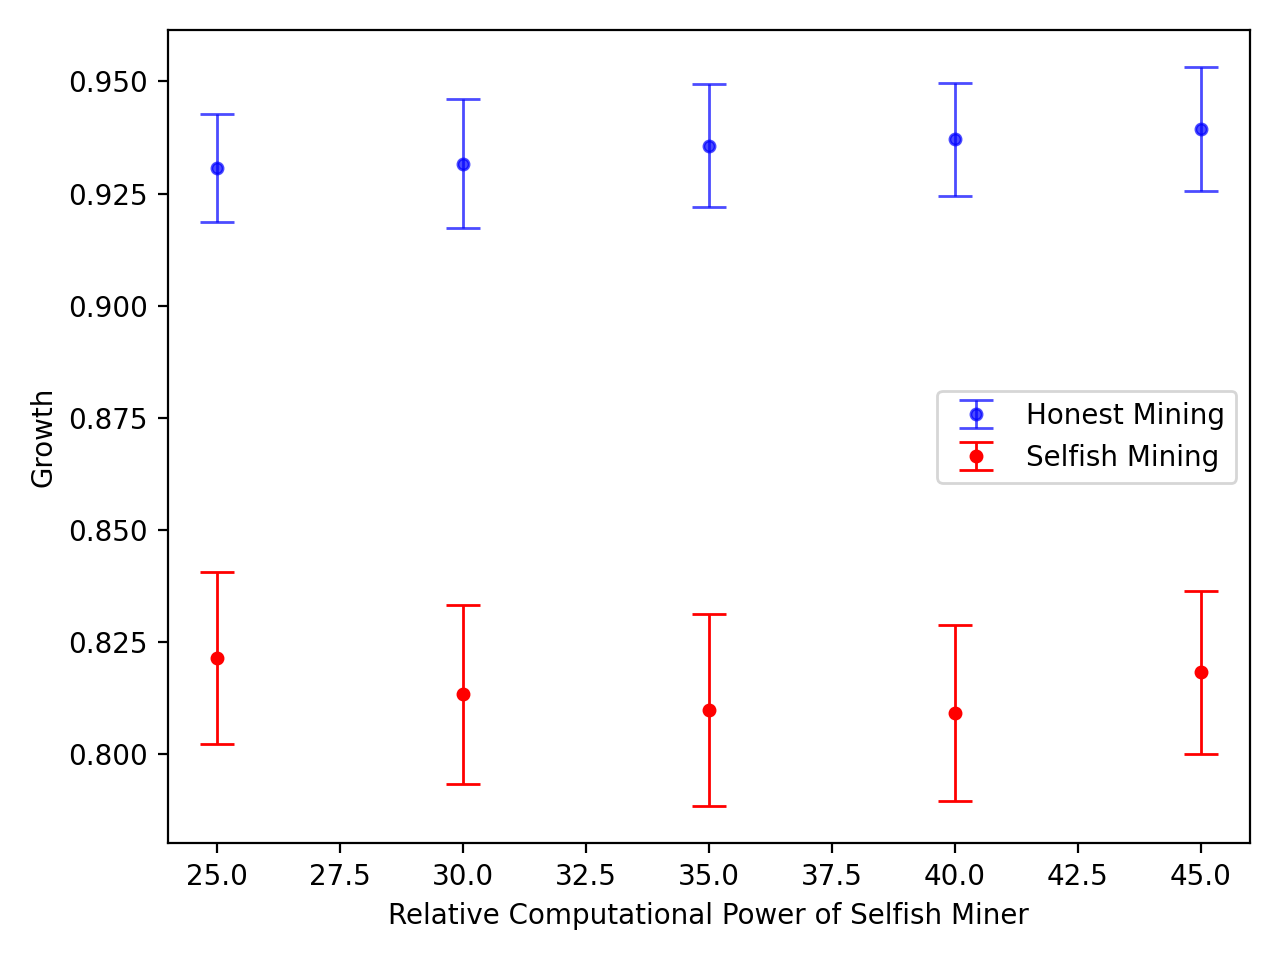 0.950
0.925
0.900
0.875
0.850
0.825
0.800
Growth
Honest Mining
Selfish Mining
25.0 27.5 30.0 32.5 35.0 37.5 40.0 42.5 45.0
Relative Computational Power of Selfish Miner